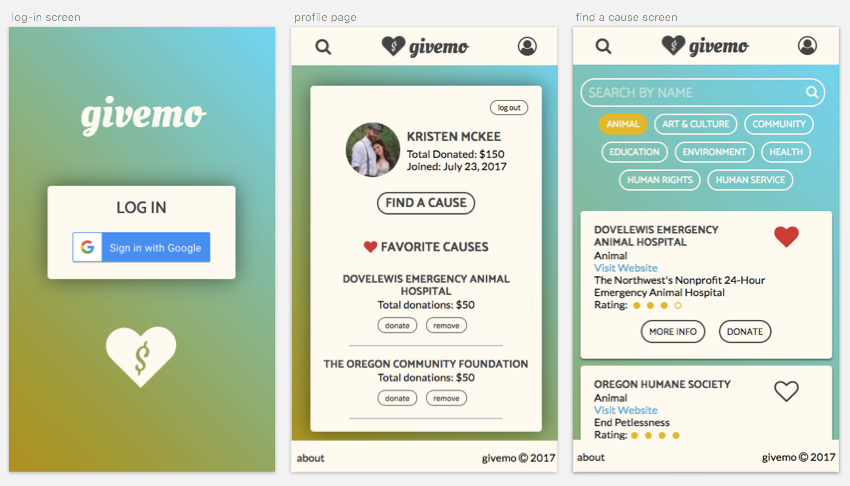 log-in screen
givemo
LOG IN
Sign in with Google
$
profile page
$ givemo
log out
KRISTEN MCKEE
Total Donated: $150
Joined: July 23, 2017
FIND A CAUSE
FAVORITE CAUSES
DOVELEWIS EMERGENCY ANIMAL
HOSPITAL
Total donations: $50
donate remove
THE OREGON COMMUNITY FOUNDATION
Total donations: $50
donate remove
about givemo © 2017
find a cause screen
$ givemo
SEARCH BY NAME
ANIMAL ART & CULTURE COMMUNITY
EDUCATION ENVIRONMENT HEALTH
HUMAN RIGHTS HUMAN SERVICE
DOVELEWIS EMERGENCY
ANIMAL HOSPITAL
Animal
Visit Website
The Northwest's Nonprofit 24-Hour
Emergency Animal Hospital
Rating:
MORE INFO DONATE
OREGON HUMANE SOCIETY
Animal
Visit Website
End Petlessness
Rating:
about givemo © 2017